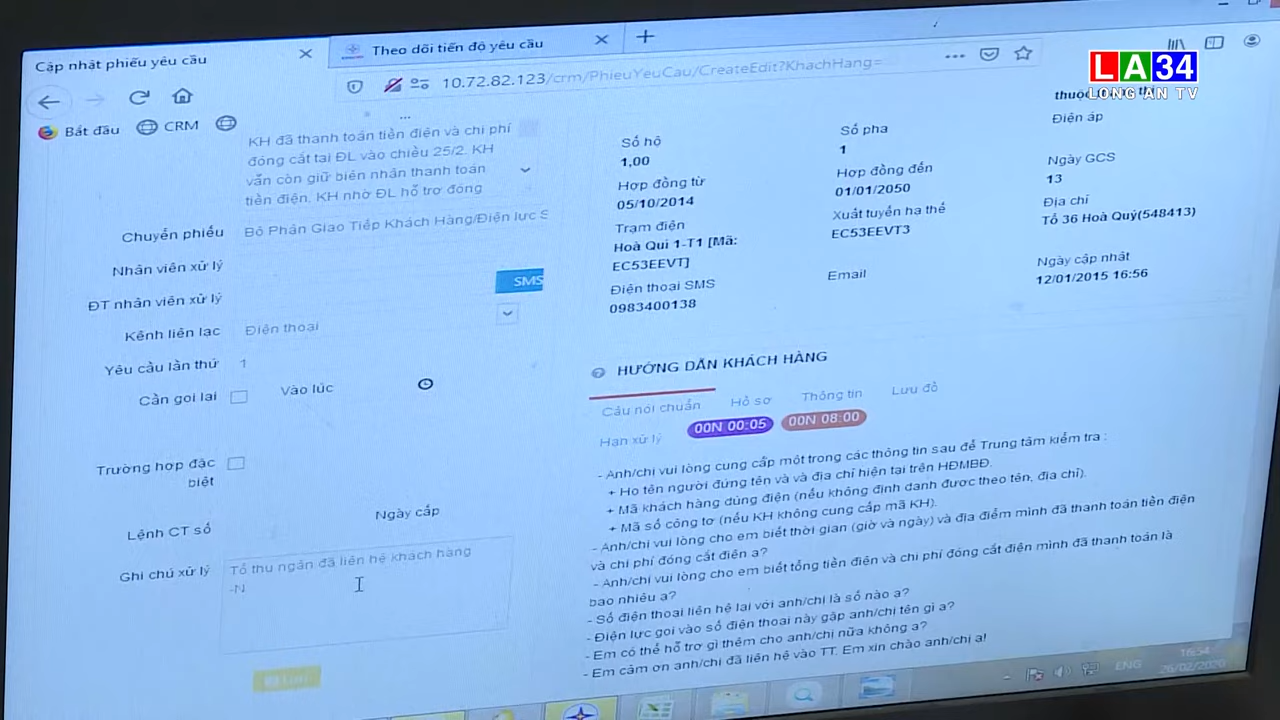 Cập nhật phiếu yêu cầu
Theo dõi tiến độ yêu cầu
10.72.82.123/crm/PhieuYeuCau/CreateEdit?KhachHang=
LA34
LONG AN TV
Bắt đầu
CRM
KH đã thanh toán tiền điện và chi phí
đóng cắt tại ĐL vào chiều 25/2. KH
vẫn còn giữ biên nhận thanh toán
tiền điện. KH nhờ ĐL hỗ trợ đóng
Chuyển phiếu
Bộ Phận Giao Tiếp Khách Hàng/Điện lực S
Nhân viên xử lý
ĐT nhân viên xử lý
SMS
Kênh liên lạc
Điện thoại
Yêu cầu lần thứ
1
Cần gọi lại
Vào lúc
Trường hợp đặc
biệt
Lệnh CT số
Ngày cấp
Ghi chú xử lý
Tổ thu ngân đã liên hệ khách hàng
-N
Số hộ
1,00
Số pha
1
Điện áp
Hợp đồng từ
05/10/2014
Hợp đồng đến
01/01/2050
Ngày GCS
13
Trạm điện
Hoà Qui 1-T1 [Mã:
EC53EEVT]
Xuất tuyến hạ thế
EC53EEVT3
Địa chỉ
Tổ 36 Hoà Quý(548413)
Điện thoại SMS
0983400138
Email
Ngày cập nhật
12/01/2015 16:56
HƯỚNG DẪN KHÁCH HÀNG
Câu nói chuẩn
Hồ sơ
Thông tin
Lưu đồ
Hạn xử lý
00N 00:05
00N 08:00
- Anh/chị vui lòng cung cấp một trong các thông tin sau để Trung tâm kiểm tra :
+ Họ tên người đứng tên và và địa chỉ hiện tại trên HĐMBĐ.
+ Mã khách hàng dùng điện (nếu không định danh được theo tên, địa chỉ).
+ Mã số công tơ (nếu KH không cung cấp mã KH).
- Anh/chị vui lòng cho em biết thời gian (giờ và ngày) và địa điểm mình đã thanh toán tiền điện
và chi phí đóng cắt điện ạ?
- Anh/chị vui lòng cho em biết tổng tiền điện và chi phí đóng cắt điện mình đã thanh toán là
bao nhiêu ạ?
- Số điện thoại liên hệ lại với anh/chị là số nào ạ?
- Điện lực gọi vào số điện thoại này gặp anh/chị tên gì ạ?
- Em có thể hỗ trợ gì thêm cho anh/chị nữa không ạ?
- Em cảm ơn anh/chị đã liên hệ vào TT. Em xin chào anh/chị ạ!
ENG
16:54
26/02/2020